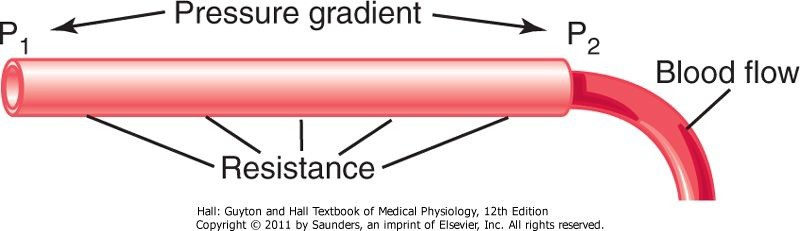 Pressure gradient
P₁
P₂
Blood flow
Resistance
Hall: Guyton and Hall Textbook of Medical Physiology, 12th Edition
Copyright © 2011 by Saunders, an imprint of Elsevier, Inc. All rights reserved.